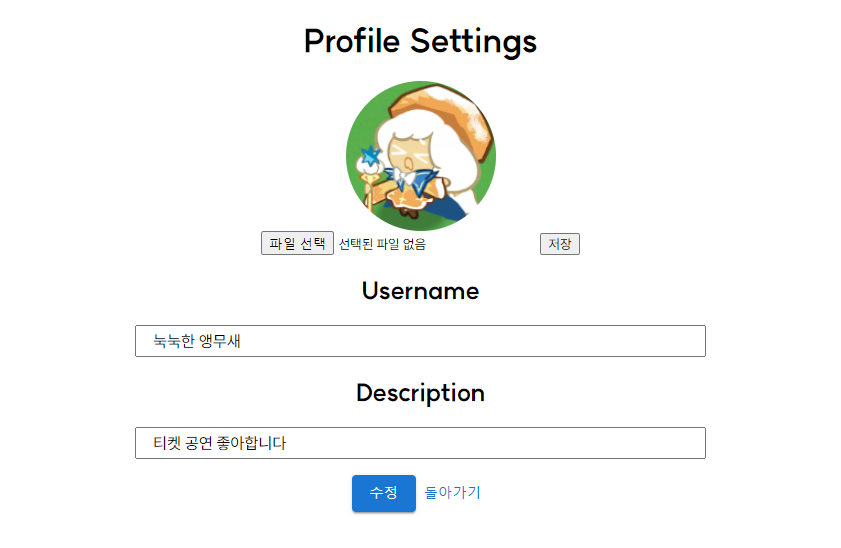 Profile Settings
파일 선택 선택된 파일 없음 저장
Username
눅눅한 앵무새
Description
티켓 공연 좋아합니다
수정 돌아가기